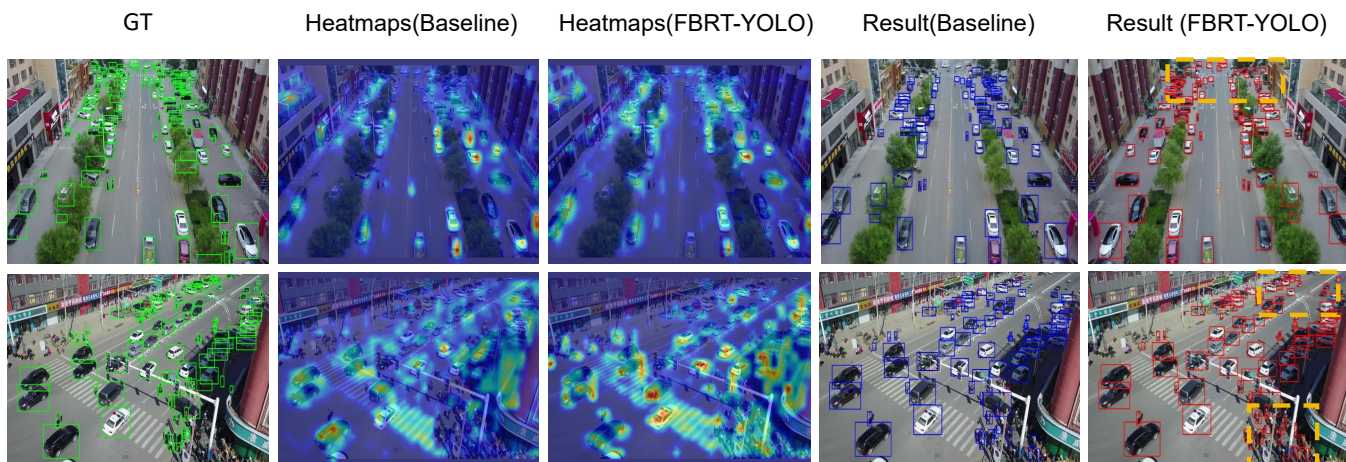 GT
Heatmaps(Baseline)
Heatmaps(FBRT-YOLO)
Result(Baseline)
Result (FBRT-YOLO)